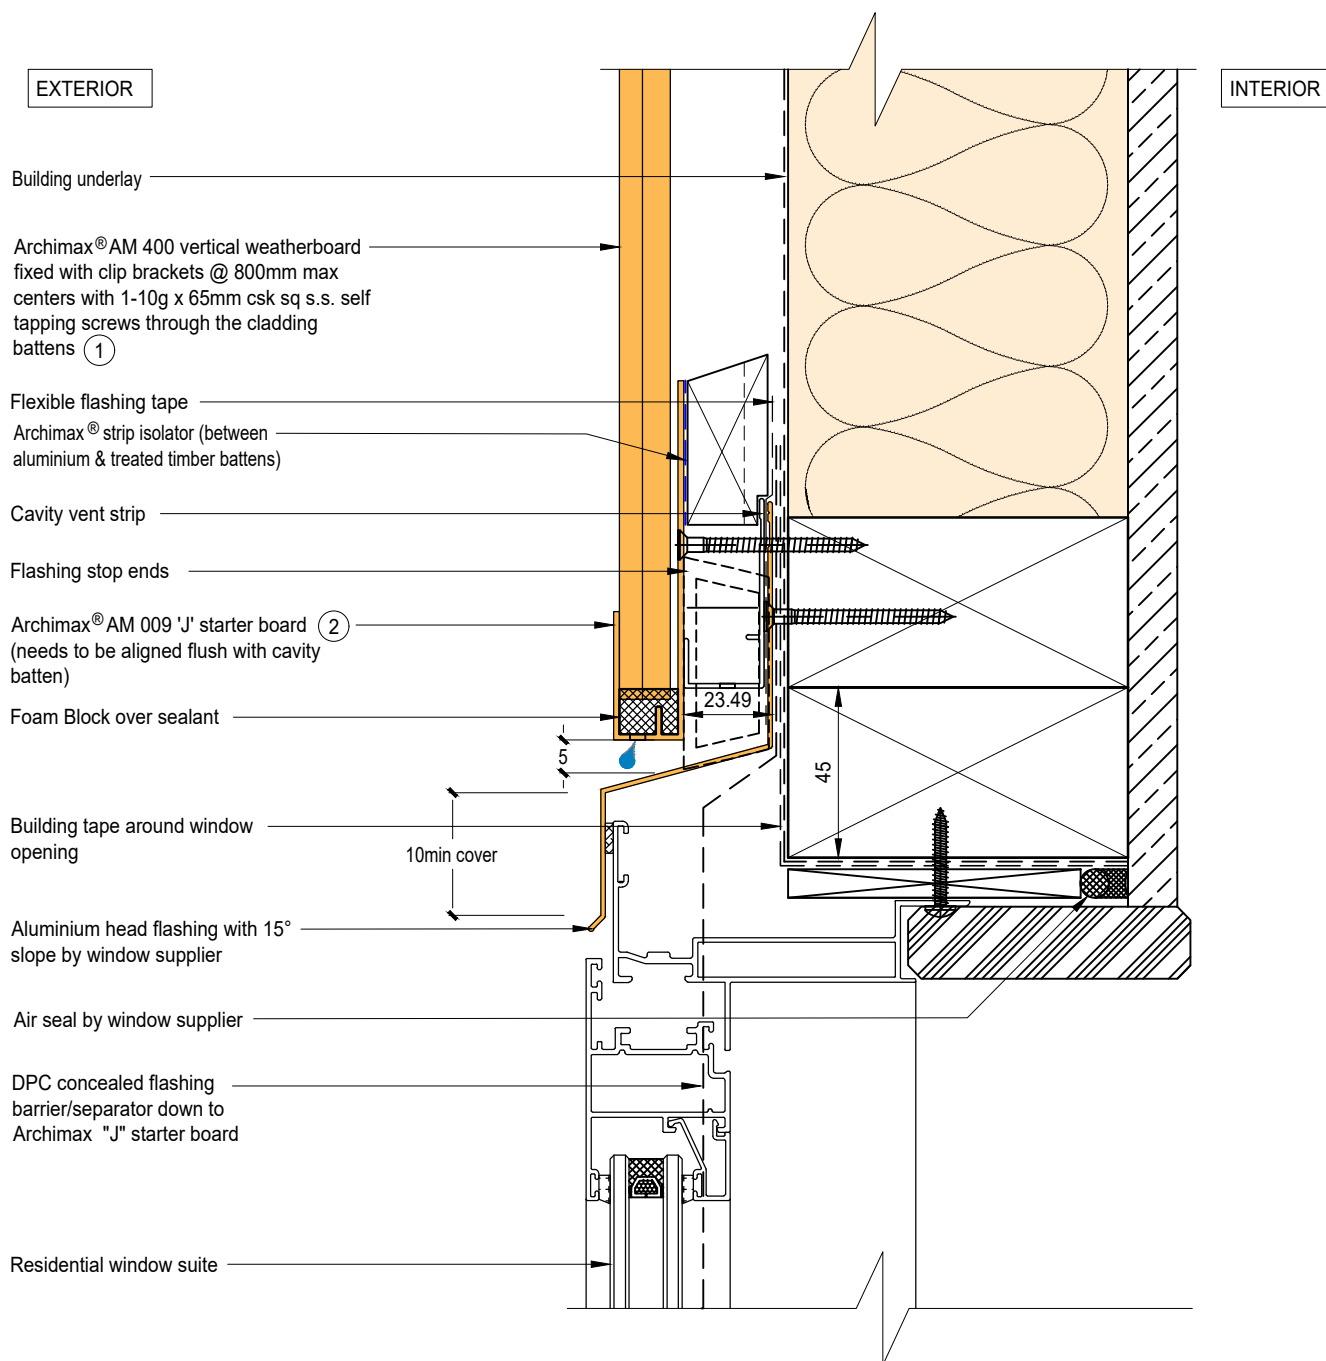 EXTERIOR
INTERIOR
Building underlay
Archimax® AM 400 vertical weatherboard
fixed with clip brackets @ 800mm max
centers with 1-10g x 65mm csk sq s.s. self
tapping screws through the cladding
battens 1
Flexible flashing tape
Archimax® strip isolator (between
aluminium & treated timber battens)
Cavity vent strip
Flashing stop ends
Archimax® AM 009 'J' starter board 2
(needs to be aligned flush with cavity
batten)
Foam Block over sealant
23.49
5
45
Building tape around window
opening
10min cover
Aluminium head flashing with 15°
slope by window supplier
Air seal by window supplier
DPC concealed flashing
barrier/separator down to
Archimax "J" starter board
Residential window suite